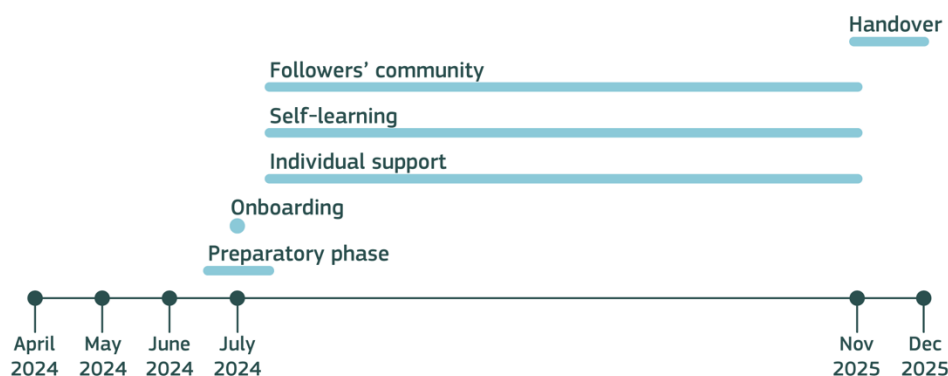 Handover
Followers’ community
Self-learning
Individual support
Onboarding
Preparatory phase
April 2024
May 2024
June 2024
July 2024
Nov 2025
Dec 2025